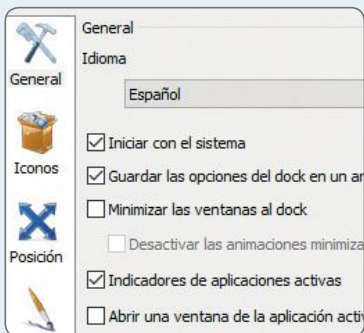 General
Idioma
Español
Iniciar con el sistema
Guardar las opciones del dock en un
Minimizar las ventanas al dock
Desactivar las animaciones
Indicadores de aplicaciones activas
Abrir una ventana de la aplicación
General
Iconos
Posición